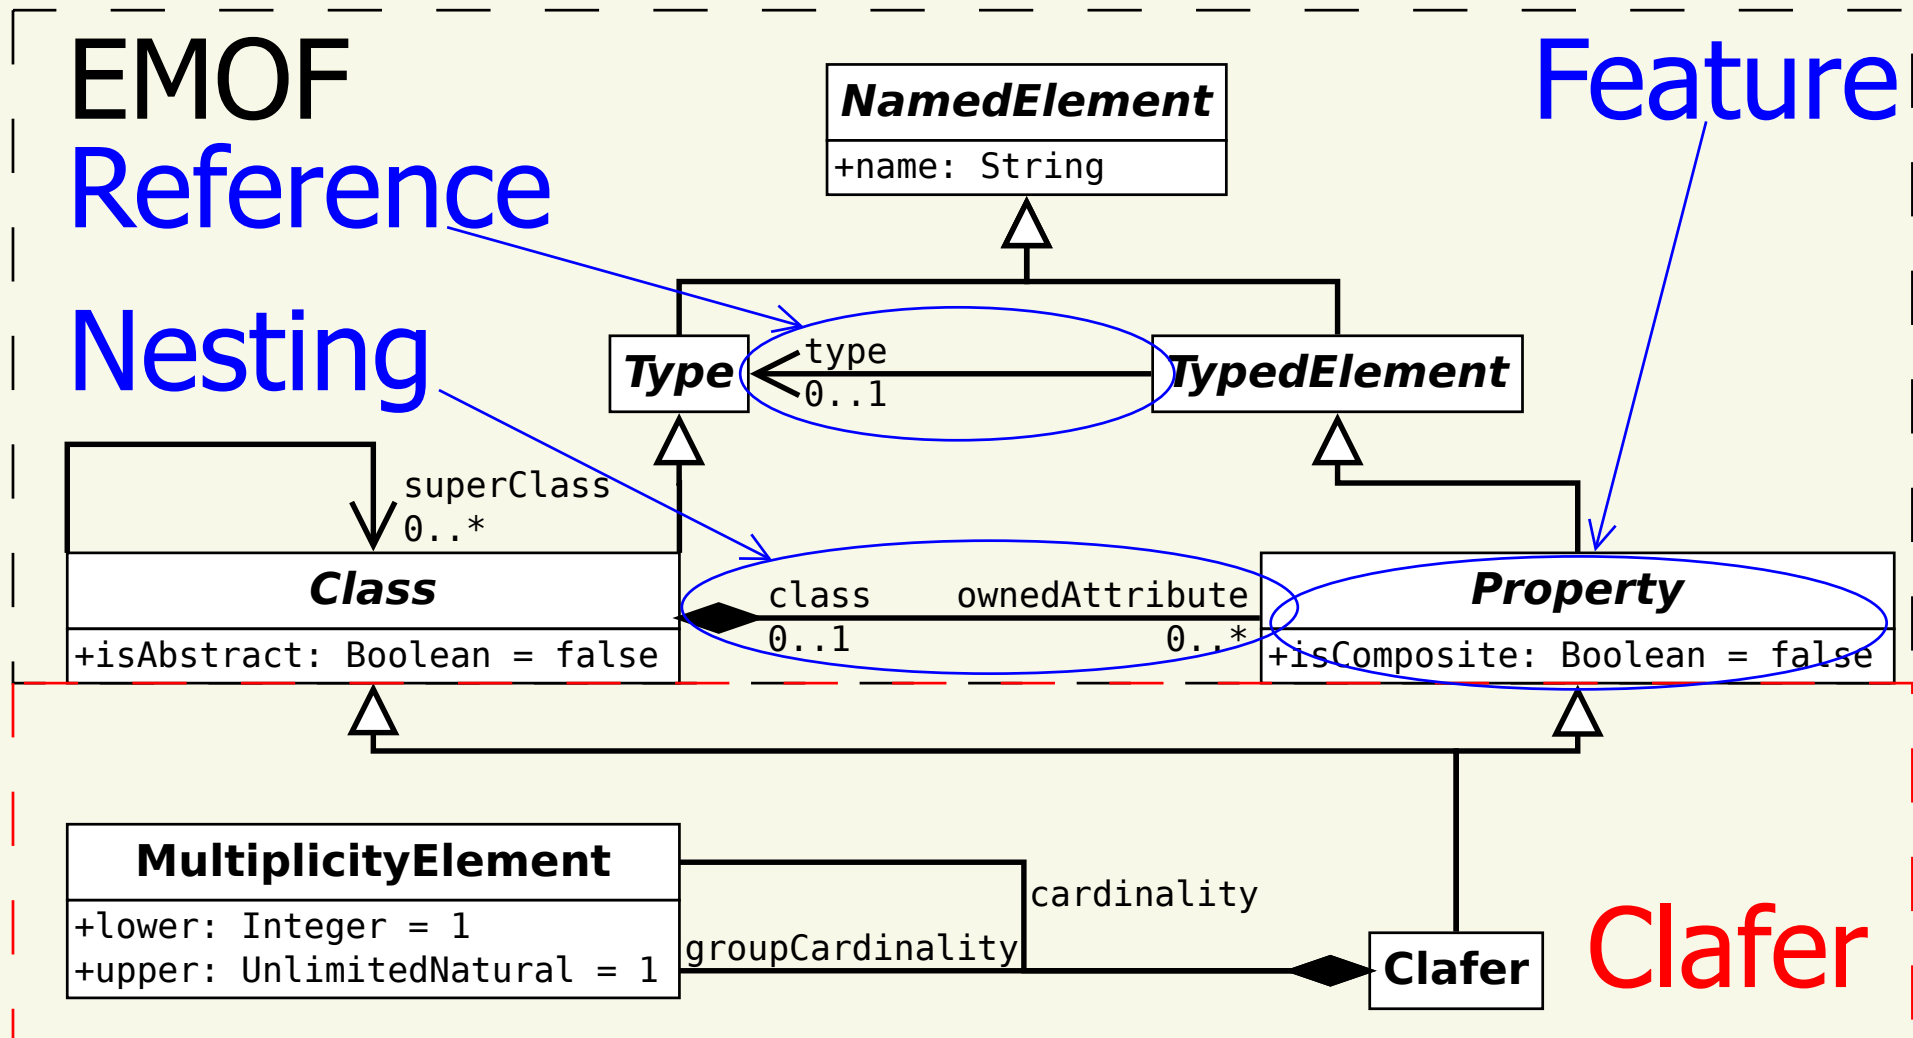 EMOF
Feature
NamedElement
+name: String
Reference
Nesting
Type
type
0..1
TypedElement
superClass
0..*
Class
+isAbstract: Boolean = false
class
ownedAttribute
0..1
0..*
Property
+isComposite: Boolean = false
MultiplicityElement
+lower: Integer = 1
+upper: UnlimitedNatural = 1
cardinality
groupCardinality
Clafer
Clafer